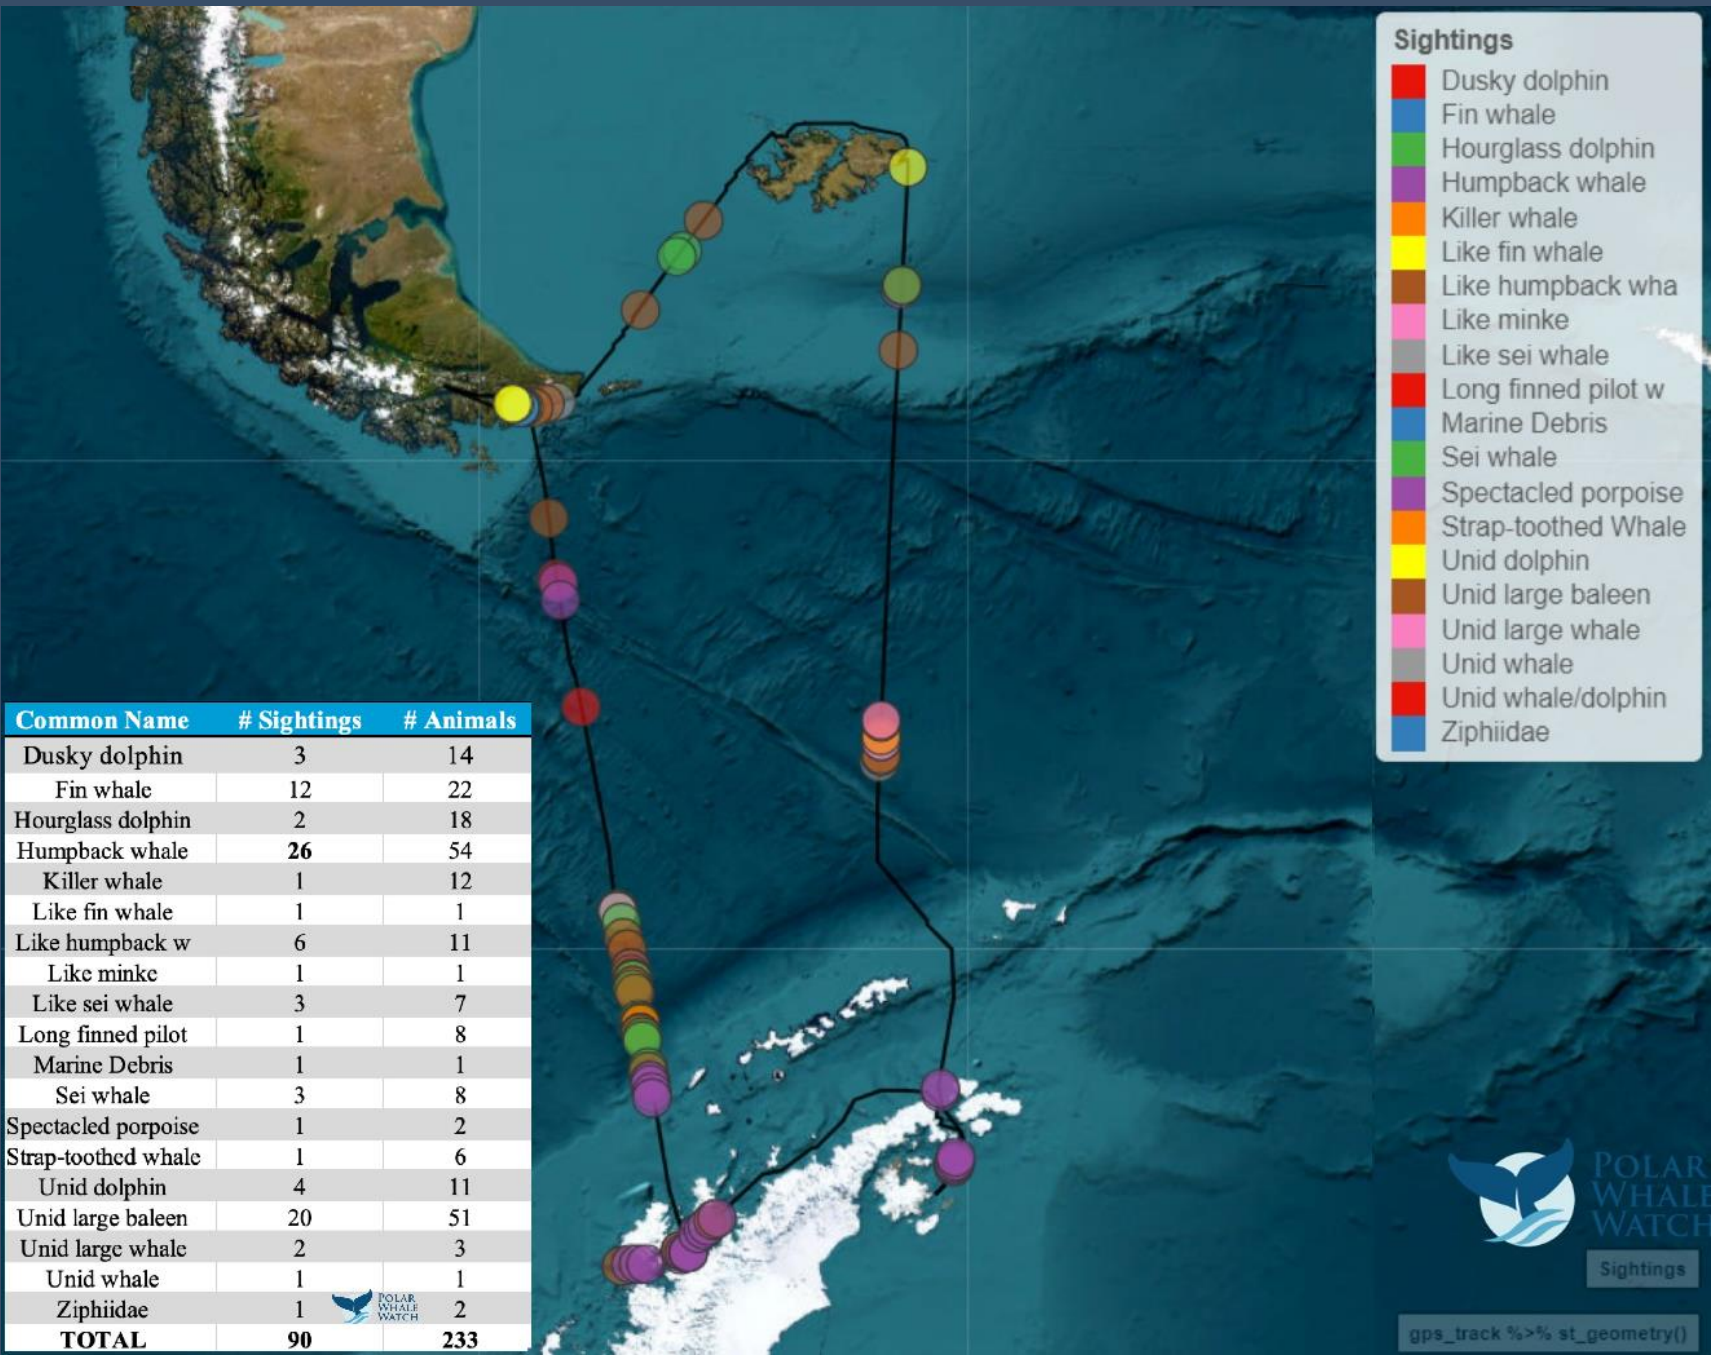 Sightings
Dusky dolphin
Fin whale
Hourglass dolphin
Humpback whale
Killer whale
Like fin whale
Like humpback wha
Like minke
Like sei whale
Long finned pilot w
Marine Debris
Sei whale
Spectacled porpoise
Strap-toothed Whale
Unid dolphin
Unid large baleen
Unid large whale
Unid whale
Unid whale/dolphin
Ziphiidae
Common Name # Sightings # Animals
Dusky dolphin 3 14
Fin whale 12 22
Hourglass dolphin 2 18
Humpback whale 26 54
Killer whale 1 12
Like fin whale 1 1
Like humpback w 6 11
Like minke 1 1
Like sei whale 3 7
Long finned pilot 1 8
Marine Debris 1 1
Sei whale 3 8
Spectacled porpoise 1 2
Strap-toothed whale 1 6
Unid dolphin 4 11
Unid large baleen 20 51
Unid large whale 2 3
Unid whale 1 1
Ziphiidae 1 2
TOTAL 90 233
POLAR
WHALE
WATCH
POLAR
WHALE
WATCH
Sightings
gps_track %>% st_geometry()